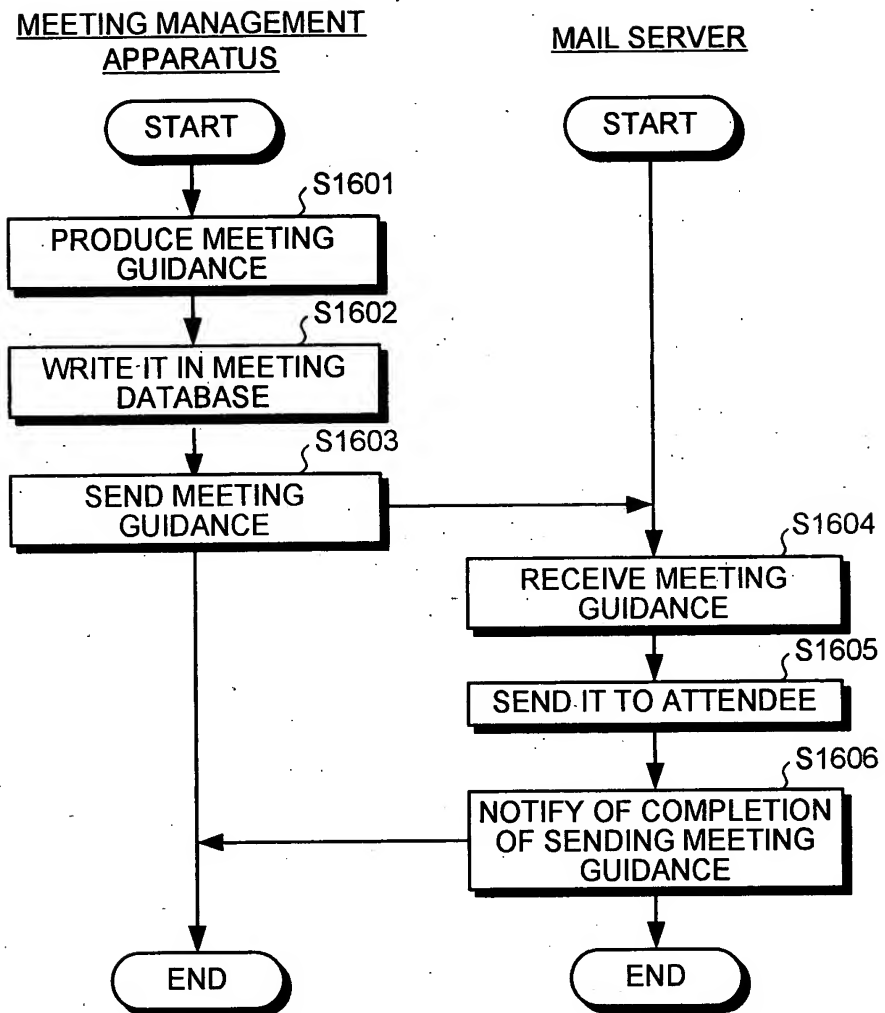 MEETING MANAGEMENT
APPARATUS
START
S1601
PRODUCE MEETING
GUIDANCE
S1602
WRITE IT IN MEETING
DATABASE
S1603
SEND MEETING
GUIDANCE
END
MAIL SERVER
START
S1604
RECEIVE MEETING
GUIDANCE
S1605
SEND IT TO ATTENDEE
S1606
NOTIFY OF COMPLETION
OF SENDING MEETING
GUIDANCE
END